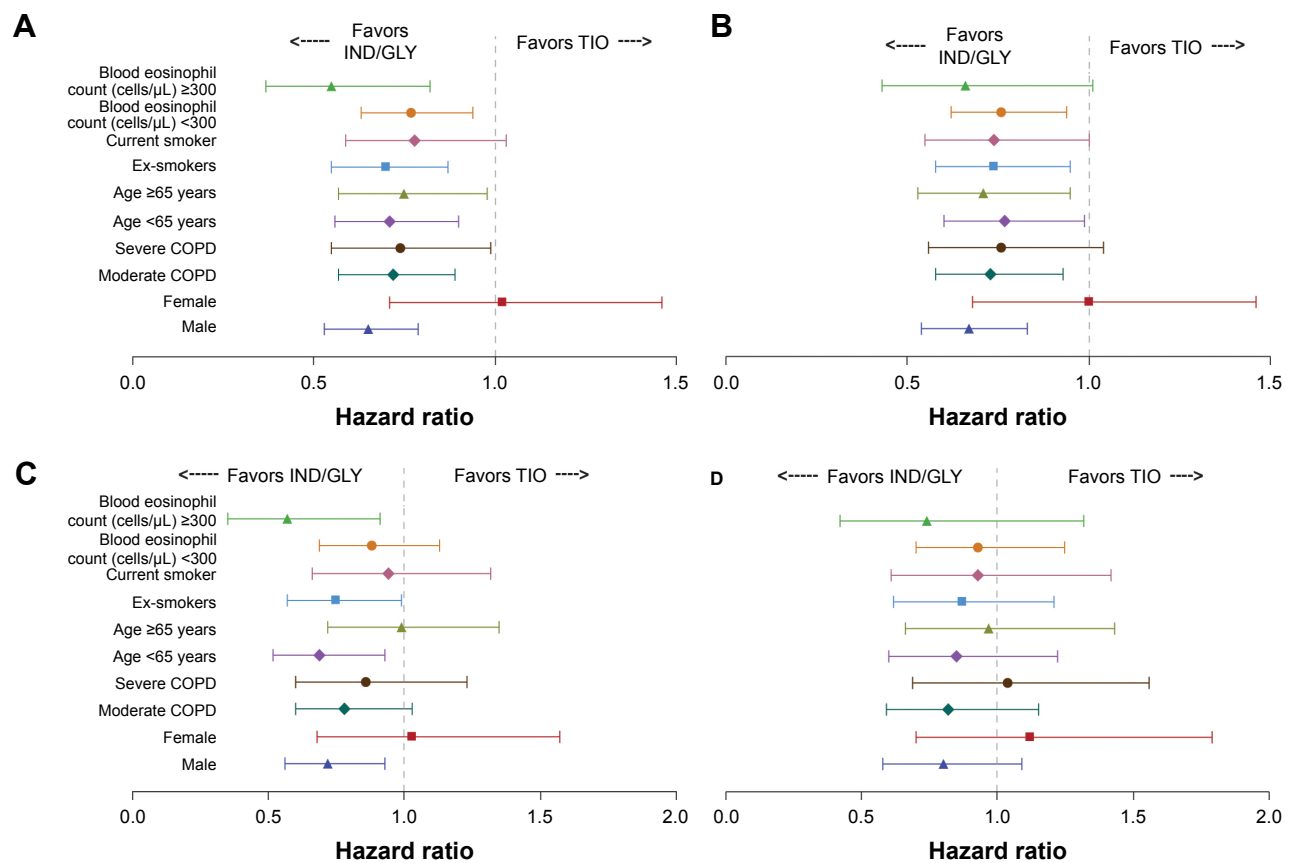 A
<----- Favors
IND/GLY
Favors TIO ---->
Blood eosinophil
count (cells/μL) ≥300
Blood eosinophil
count (cells/μL) <300
Current smoker
Ex-smokers
Age ≥65 years
Age <65 years
Severe COPD
Moderate COPD
Female
Male
0.0 0.5 1.0 1.5
Hazard ratio
B
<----- Favors
IND/GLY
Favors TIO ---->
0.0 0.5 1.0 1.5
Hazard ratio
C
<----- Favors IND/GLY
Favors TIO ---->
Blood eosinophil
count (cells/μL) ≥300
Blood eosinophil
count (cells/μL) <300
Current smoker
Ex-smokers
Age ≥65 years
Age <65 years
Severe COPD
Moderate COPD
Female
Male
0.0 0.5 1.0 1.5 2.0
Hazard ratio
D
<----- Favors IND/GLY
Favors TIO ---->
0.0 0.5 1.0 1.5 2.0
Hazard ratio